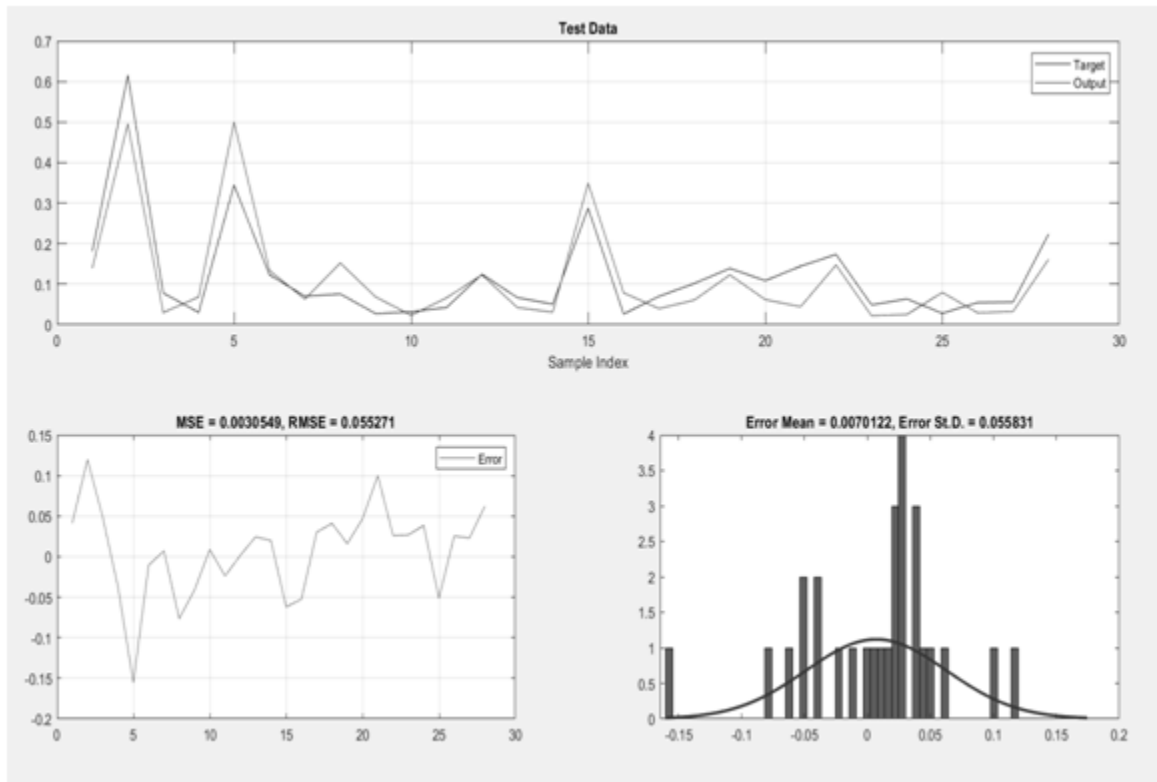 Test Data
0.7
0.6
0.5
0.4
0.3
0.2
0.1
0
Target
Output
0 5 10 15 20 25 30
Sample Index
MSE = 0.0030549, RMSE = 0.055271
0.15
0.1
0.05
0
-0.05
-0.1
-0.15
-0.2
Error
0 5 10 15 20 25 30
Error Mean = 0.0070122, Error St.D. = 0.055831
4
3.5
3
2.5
2
1.5
1
0.5
0
-0.15 -0.1 -0.05 0 0.05 0.1 0.15 0.2